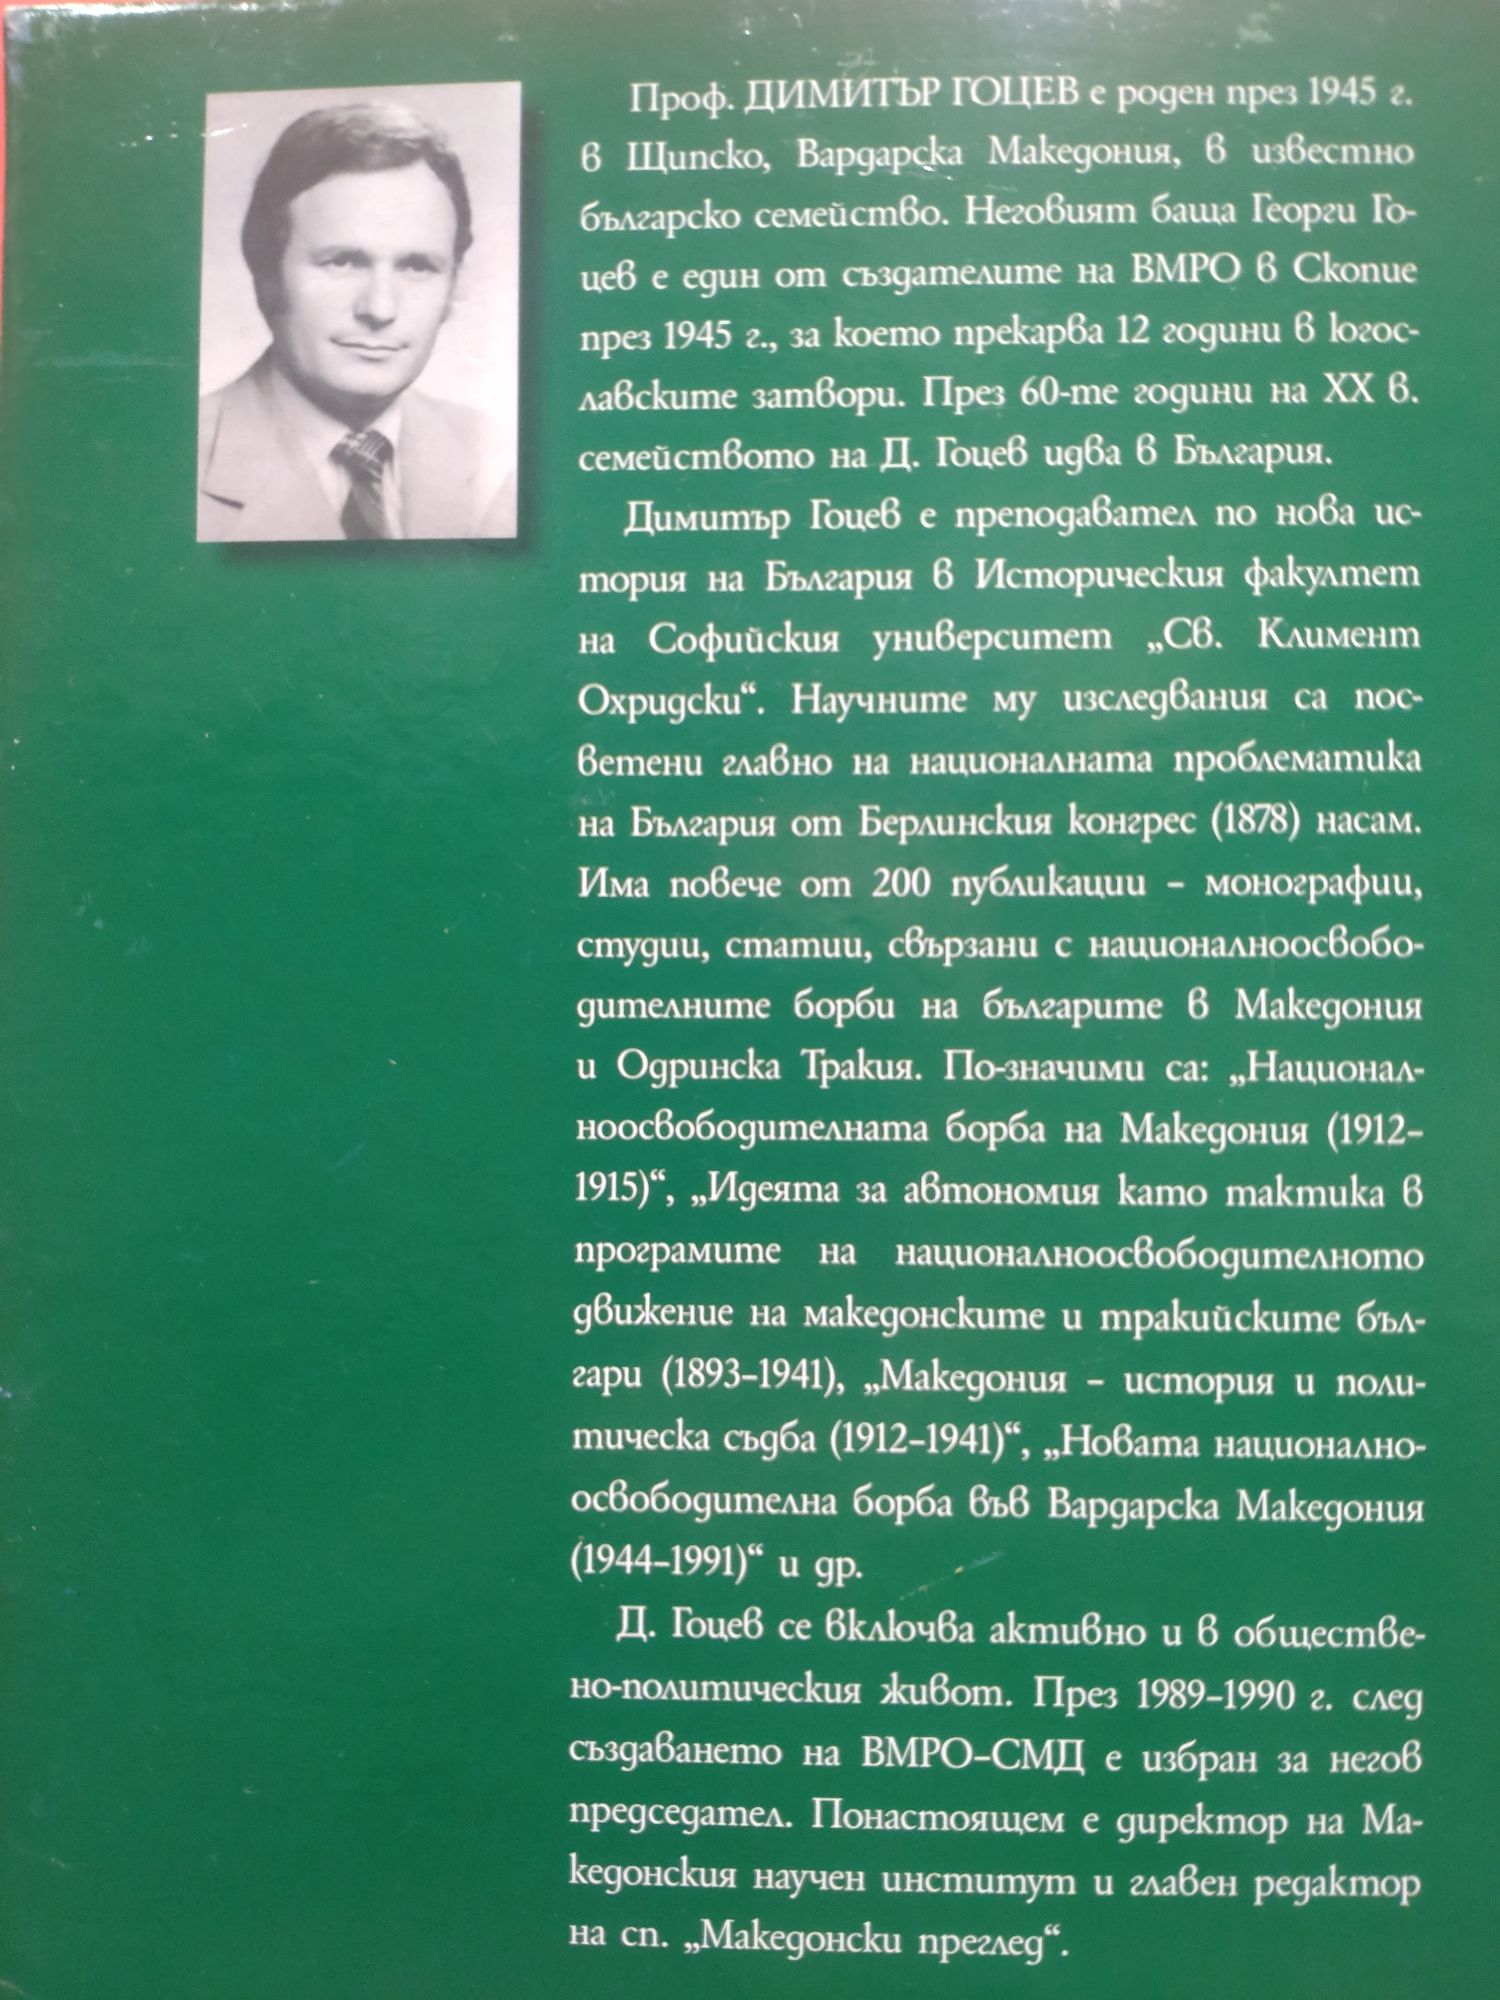 Проф. ДИМИТЪР ГОЦЕВ е роден през 1945 г.
в Щипско, Вардарска Македония, в известно
българско семейство. Неговият баща Георги Го-
цев е един от създателите на ВМРО в Скопие
през 1945 г., за което прекарва 12 години в югос-
лавските затвори. През 60-те години на XX в.
семейството на Д. Гоцев идва в България.
Димитър Гоцев е преподавател по нова ис-
тория на България в Историческия факултет
на Софийския университет „Св. Климент
Охридски“. Научните му изследвания са пос-
ветени главно на националната проблематика
на България от Берлинския конгрес (1878) насам.
Има повече от 200 публикации – монографии,
студии, статии, свързани с националноосвобо-
дителните борби на българите в Македония
и Одринска Тракия. По-значими са: „Национал-
ноосвободителната борба на Македония (1912–
1915)“, „Идеята за автономия като тактика в
програмите на националноосвободителното
движение на македонските и тракийските бъл-
гари (1893–1941), „Македония – история и поли-
тическа съдба (1912–1941)“, „Новата национално-
освободителна борба във Вардарска Македония
(1944–1991)“ и др.
Д. Гоцев се включва активно и в обществе-
но-политическия живот. През 1989–1990 г. след
създаването на ВМРО–СМД е избран за негов
председател. Понастоящем е директор на Ма-
кедонския научен институт и главен редактор
на сп. „Македонски преглед“.